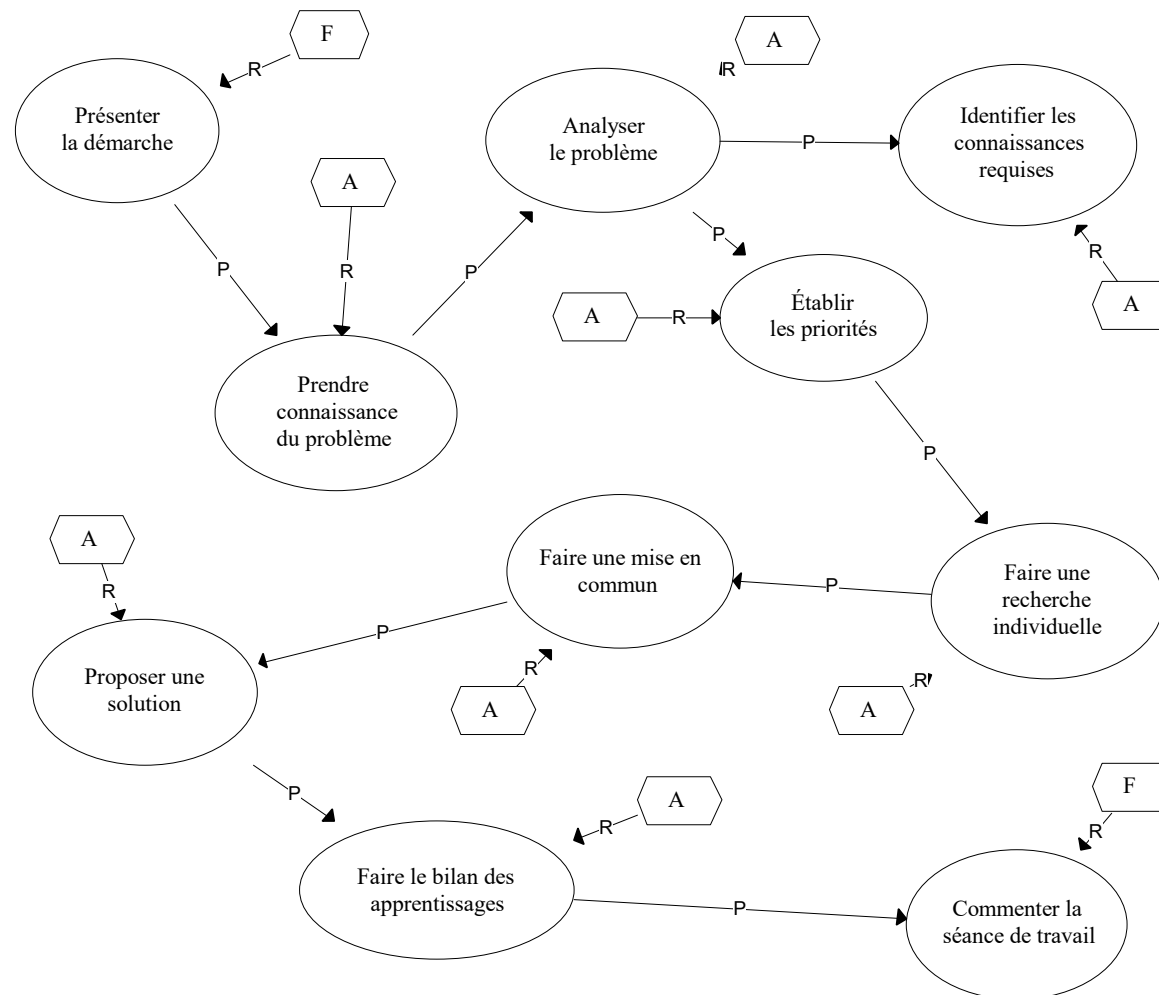 F
R
Présenter
la démarche
A
R
Analyser
le problème
P
Identifier les
connaissances
requises
A
R
P
P
P
R
A
A
R
Établir
les priorités
Prendre
connaissance
du problème
P
A
R
Faire une mise en
commun
P
Faire une
recherche
individuelle
P
R
A
R
A
Proposer une
solution
P
A
R
F
R
Faire le bilan des
apprentissages
P
Commenter la
séance de travail